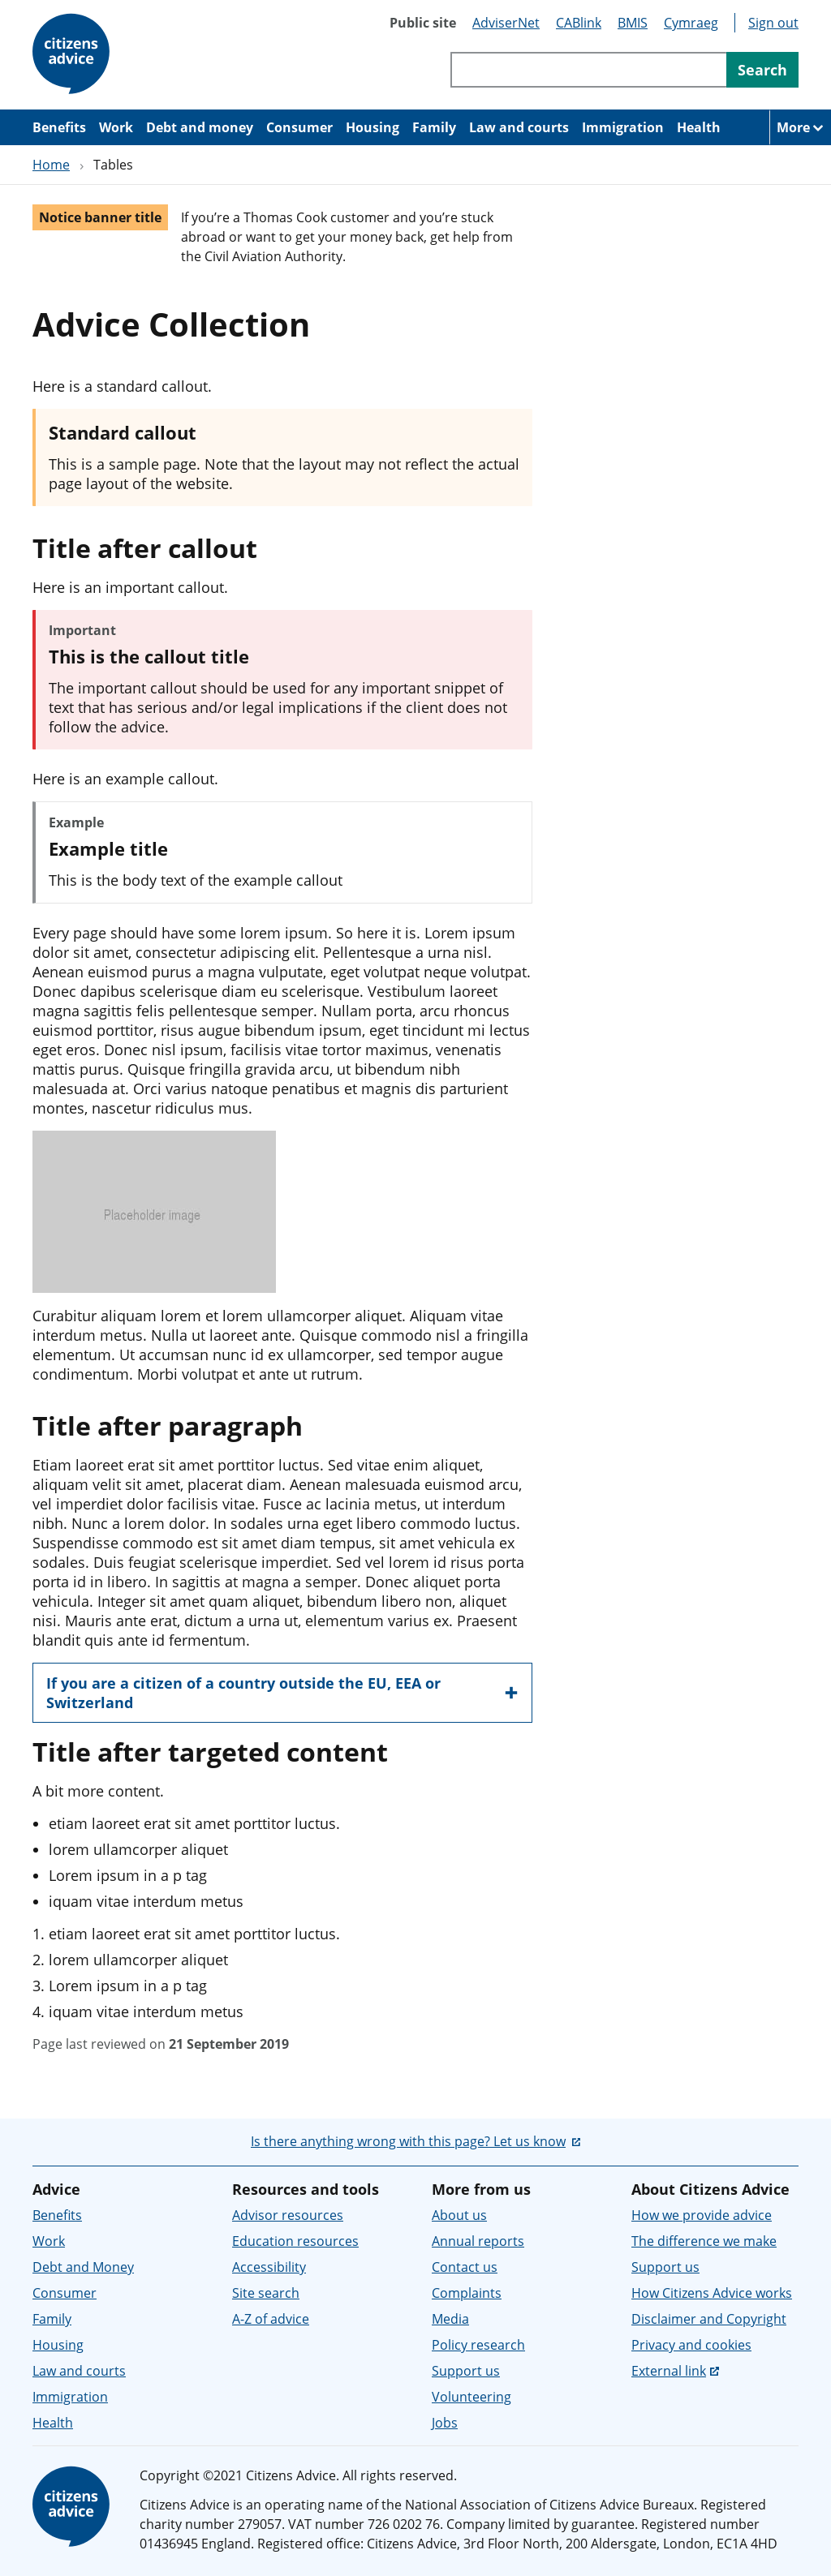 citizens
advice
Public site AdviserNet CABlink BMIS Cymraeg Sign out
Search
Benefits Work Debt and money Consumer Housing Family Law and courts Immigration Health More
Home › Tables
Notice banner title
If you’re a Thomas Cook customer and you’re stuck
abroad or want to get your money back, get help from
the Civil Aviation Authority.
Advice Collection
Here is a standard callout.
Standard callout
This is a sample page. Note that the layout may not reflect the actual
page layout of the website.
Title after callout
Here is an important callout.
Important
This is the callout title
The important callout should be used for any important snippet of
text that has serious and/or legal implications if the client does not
follow the advice.
Here is an example callout.
Example
Example title
This is the body text of the example callout
Every page should have some lorem ipsum. So here it is. Lorem ipsum
dolor sit amet, consectetur adipiscing elit. Pellentesque a urna nisl.
Aenean euismod purus a magna vulputate, eget volutpat neque volutpat.
Donec dapibus scelerisque diam eu scelerisque. Vestibulum laoreet
magna sagittis felis pellentesque semper. Nullam porta, arcu rhoncus
euismod porttitor, risus augue bibendum ipsum, eget tincidunt mi lectus
eget eros. Donec nisl ipsum, facilisis vitae tortor maximus, venenatis
mattis purus. Quisque fringilla gravida arcu, ut bibendum nibh
malesuada at. Orci varius natoque penatibus et magnis dis parturient
montes, nascetur ridiculus mus.
Placeholder image
Curabitur aliquam lorem et lorem ullamcorper aliquet. Aliquam vitae
interdum metus. Nulla ut laoreet ante. Quisque commodo nisl a fringilla
elementum. Ut accumsan nunc id ex ullamcorper, sed tempor augue
condimentum. Morbi volutpat et ante ut rutrum.
Title after paragraph
Etiam laoreet erat sit amet porttitor luctus. Sed vitae enim aliquet,
aliquam velit sit amet, placerat diam. Aenean malesuada euismod arcu,
vel imperdiet dolor facilisis vitae. Fusce ac lacinia metus, ut interdum
nibh. Nunc a lorem dolor. In sodales urna eget libero commodo luctus.
Suspendisse commodo est sit amet diam tempus, sit amet vehicula ex
sodales. Duis feugiat scelerisque imperdiet. Sed vel lorem id risus porta
porta id in libero. In sagittis at magna a semper. Donec aliquet porta
vehicula. Integer sit amet quam aliquet, bibendum libero non, aliquet
nisi. Mauris ante erat, dictum a urna ut, elementum varius ex. Praesent
blandit quis ante id fermentum.
If you are a citizen of a country outside the EU, EEA or
Switzerland
Title after targeted content
A bit more content.
• etiam laoreet erat sit amet porttitor luctus.
• lorem ullamcorper aliquet
• Lorem ipsum in a p tag
• iquam vitae interdum metus
1. etiam laoreet erat sit amet porttitor luctus.
2. lorem ullamcorper aliquet
3. Lorem ipsum in a p tag
4. iquam vitae interdum metus
Page last reviewed on 21 September 2019
Is there anything wrong with this page? Let us know
Advice
Benefits
Work
Debt and Money
Consumer
Family
Housing
Law and courts
Immigration
Health
Resources and tools
Advisor resources
Education resources
Accessibility
Site search
A-Z of advice
More from us
About us
Annual reports
Contact us
Complaints
Media
Policy research
Support us
Volunteering
Jobs
About Citizens Advice
How we provide advice
The difference we make
Support us
How Citizens Advice works
Disclaimer and Copyright
Privacy and cookies
External link
citizens
advice
Copyright ©2021 Citizens Advice. All rights reserved.
Citizens Advice is an operating name of the National Association of Citizens Advice Bureaux. Registered
charity number 279057. VAT number 726 0202 76. Company limited by guarantee. Registered number
01436945 England. Registered office: Citizens Advice, 3rd Floor North, 200 Aldersgate, London, EC1A 4HD